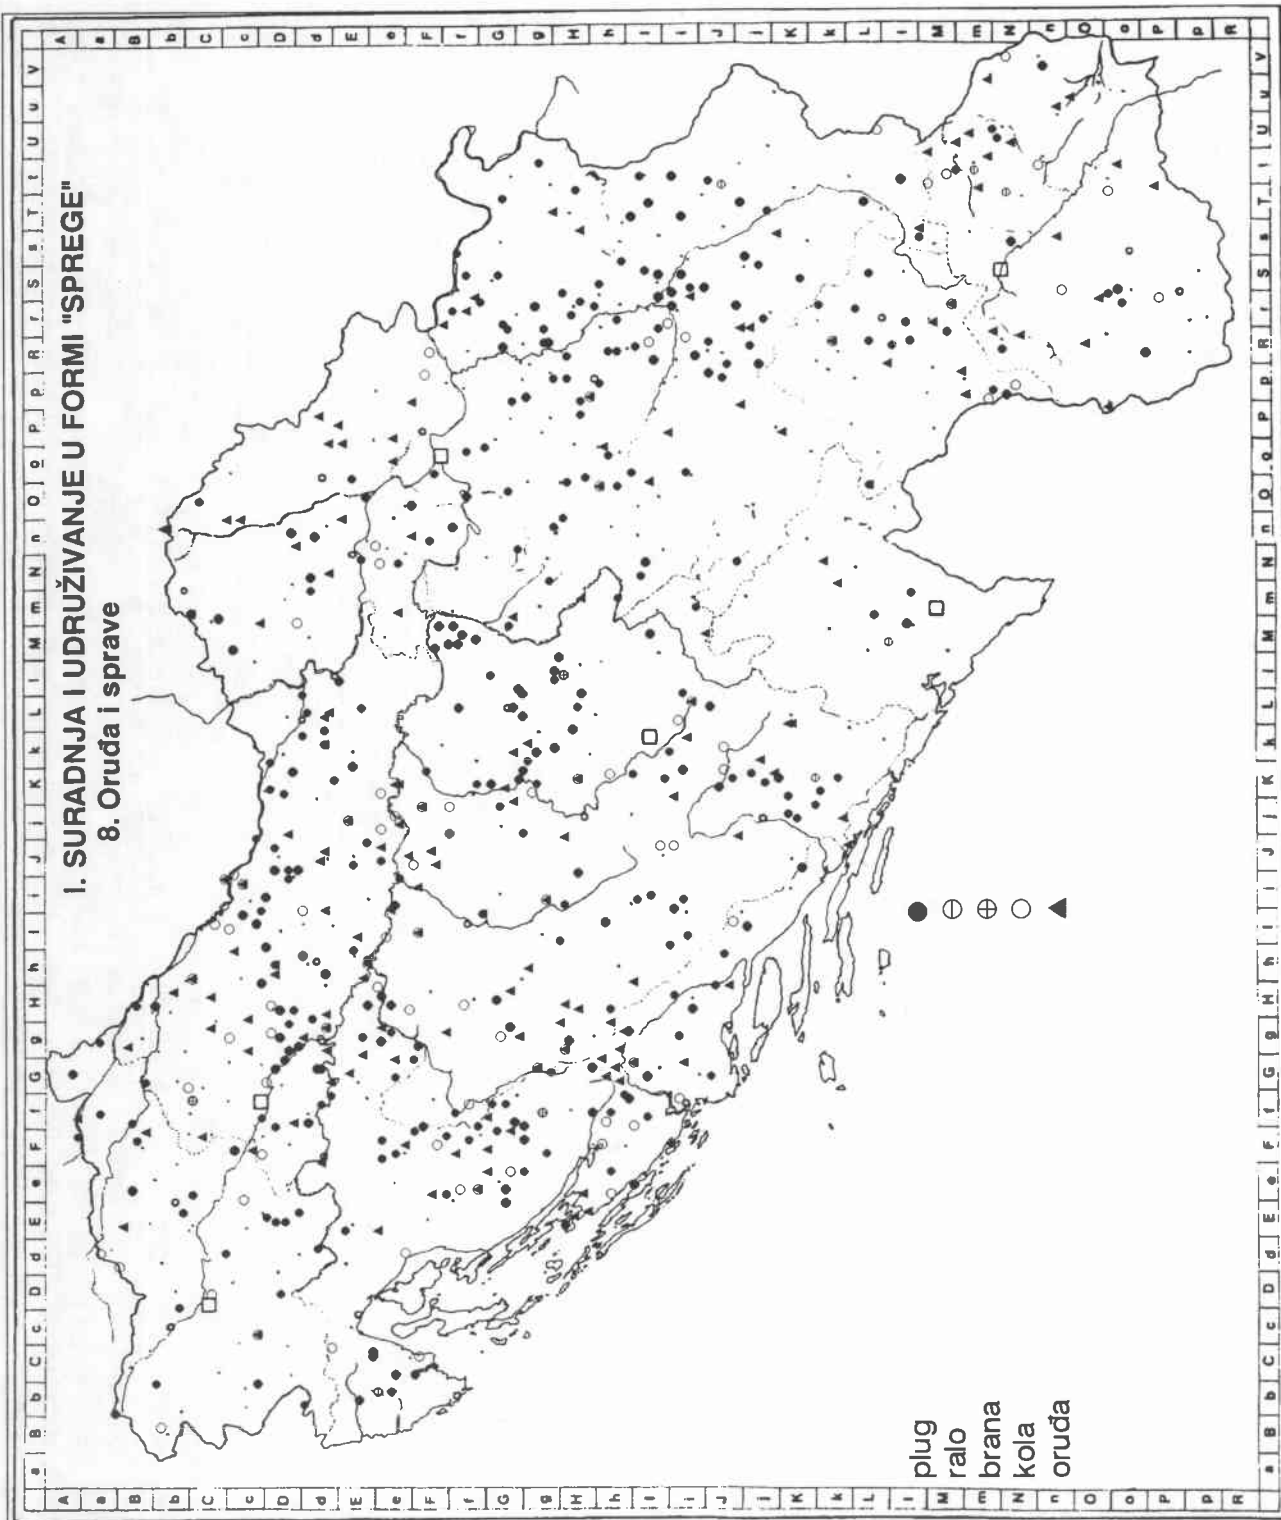 I. SURADNJA I UDRUŽIVANJE U FORMI "SPREGE"
8. Oruđa i sprave
a B b C c D d E e F f G g H h I i J j K k L l M m N n O o P p R r S s T t U u V
A a B b C c D d E e F f G g H h I i J j K k L l M m N n O o P p R
plug
ralo
brana
kola
oruđa
A a B b C c D d E e F f G g H h I i J j K k L l M m N n O o P p R
a B b C c D d E e F f G g H h I i J j K k L l M m N n O o P p R r S s T t U u V